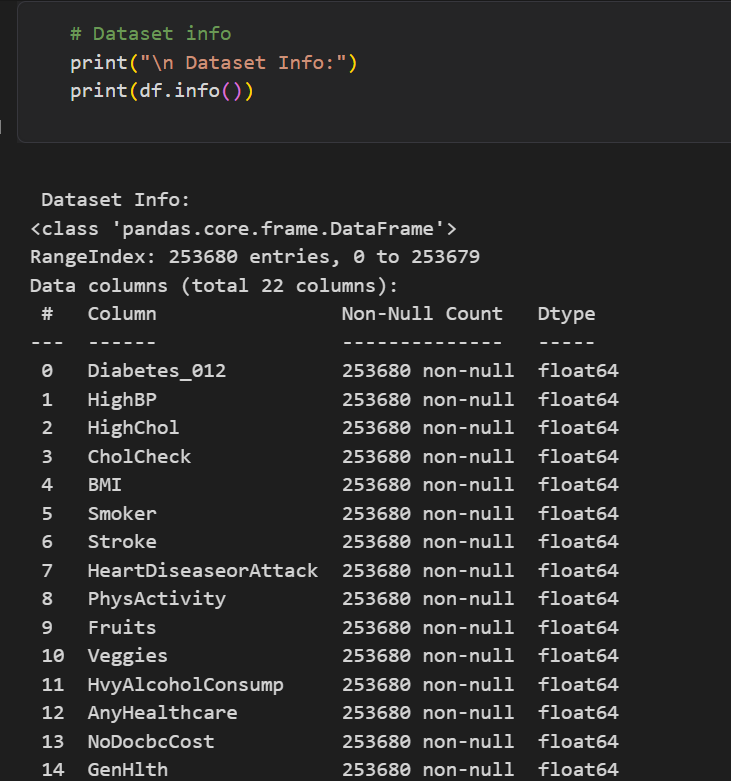 # Dataset info
print("\n Dataset Info:")
print(df.info())
Dataset Info:
<class 'pandas.core.frame.DataFrame'>
RangeIndex: 253680 entries, 0 to 253679
Data columns (total 22 columns):
 #   Column                Non-Null Count   Dtype
---  ------                --------------   -----
 0   Diabetes_012          253680 non-null  float64
 1   HighBP                253680 non-null  float64
 2   HighChol              253680 non-null  float64
 3   CholCheck             253680 non-null  float64
 4   BMI                   253680 non-null  float64
 5   Smoker                253680 non-null  float64
 6   Stroke                253680 non-null  float64
 7   HeartDiseaseorAttack  253680 non-null  float64
 8   PhysActivity          253680 non-null  float64
 9   Fruits                253680 non-null  float64
 10  Veggies               253680 non-null  float64
 11  HvyAlcoholConsump     253680 non-null  float64
 12  AnyHealthcare         253680 non-null  float64
 13  NoDocbcCost           253680 non-null  float64
 14  GenHlth               253680 non-null  float64